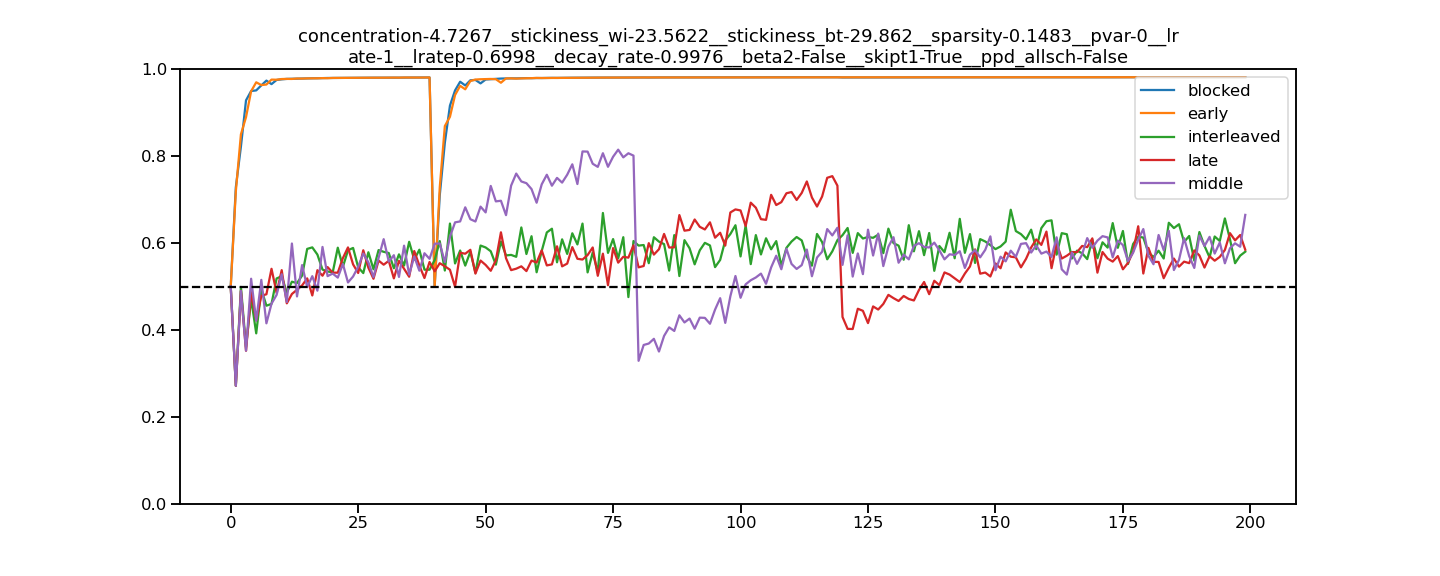 concentration-4.7267__stickiness_wi-23.5622__stickiness_bt-29.862__sparsity-0.1483__pvar-0__lr
ate-1__lratep-0.6998__decay_rate-0.9976__beta2-False__skipt1-True__ppd_allsch-False
1.0
0.8
0.6
0.4
0.2
0.0
blocked
early
interleaved
late
middle
0 25 50 75 100 125 150 175 200